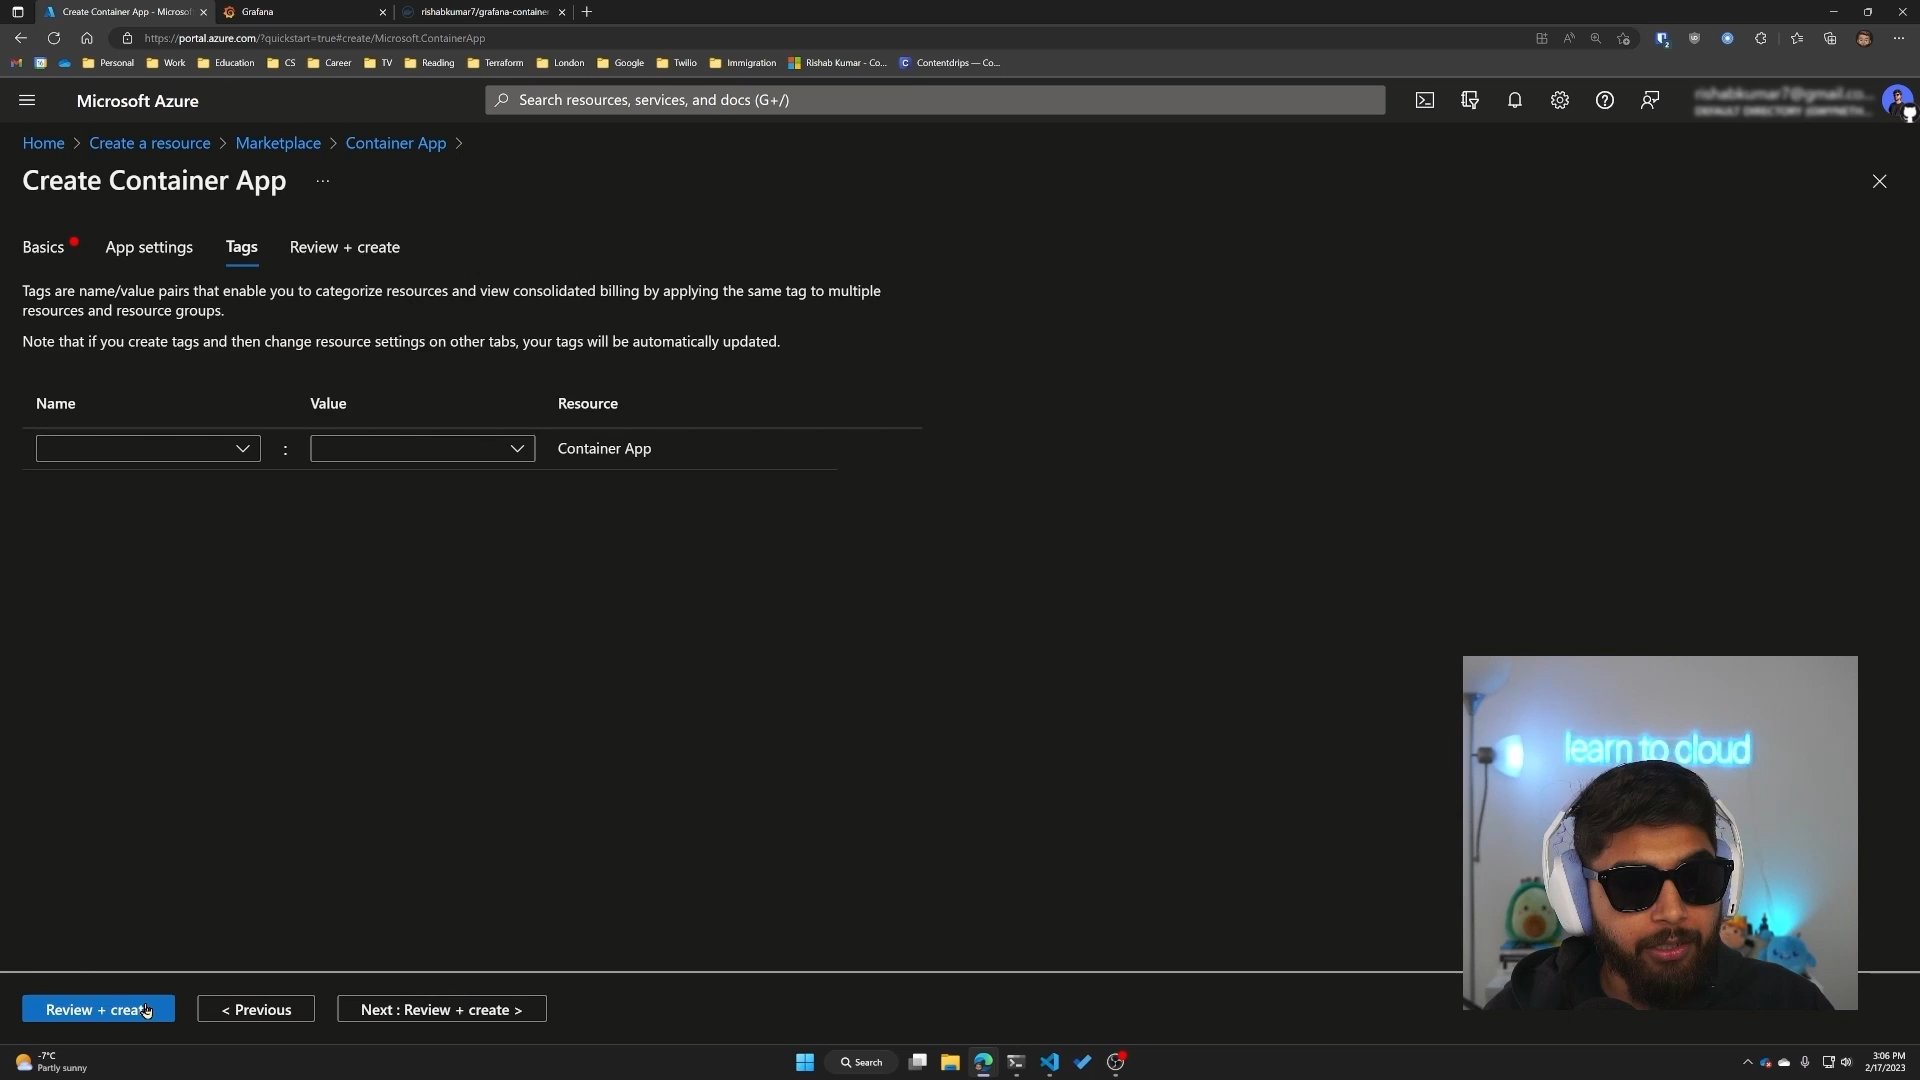 Create Container App - Microsof
Grafana
rishabkumar7/grafana-container
https://portal.azure.com/?quickstart=true#create/Microsoft.ContainerApp
Personal
Work
Education
CS
Career
TV
Reading
Terraform
London
Google
Twilio
Immigration
Rishab Kumar - Co...
Contentdrips — Co...
Microsoft Azure
Search resources, services, and docs (G+/)
Home > Create a resource > Marketplace > Container App >
Create Container App ...
Basics
App settings
Tags
Review + create
Tags are name/value pairs that enable you to categorize resources and view consolidated billing by applying the same tag to multiple
resources and resource groups.
Note that if you create tags and then change resource settings on other tabs, your tags will be automatically updated.
Name
Value
Resource
:
Container App
learn to cloud
Review + create
< Previous
Next : Review + create >
-7°C
Partly sunny
Search
3:06 PM
2/17/2023